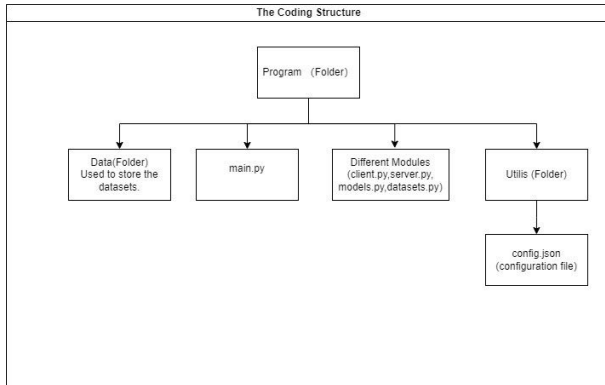 The Coding Structure
Program （Folder）
Data(Folder)
Used to store the
datasets.
main.py
Different Modules
(client.py,server.py,
models.py,datasets.py)
Utilis (Folder)
config.json
(configuration file)